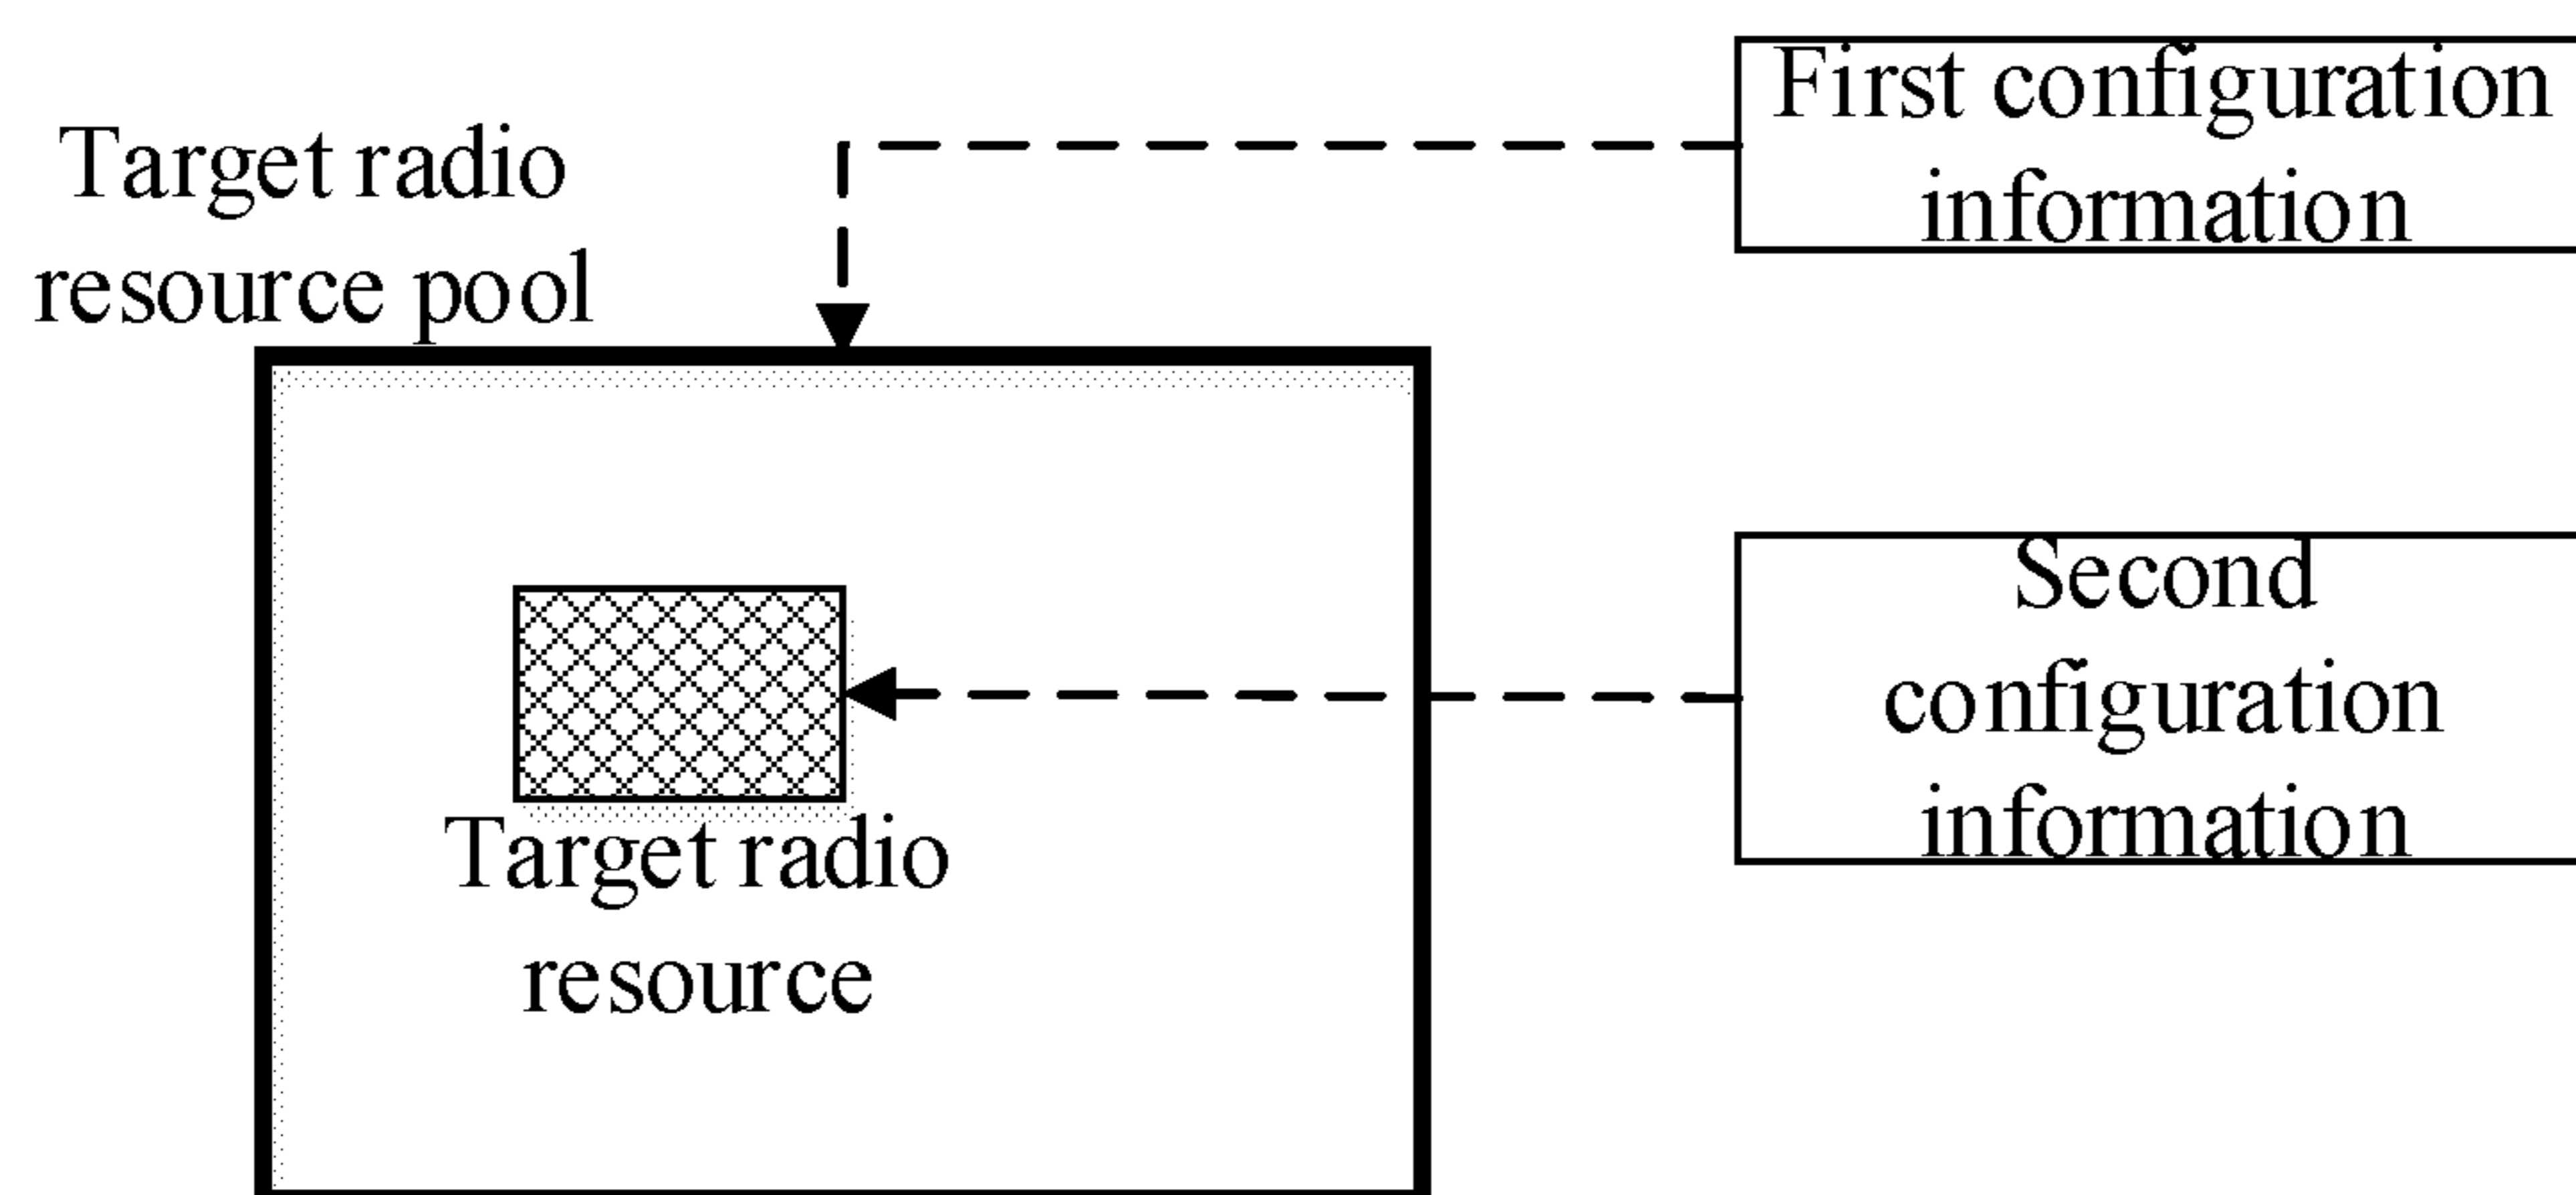 First configuration
information
Target radio
resource pool
Second
configuration
information
Target radio
resource